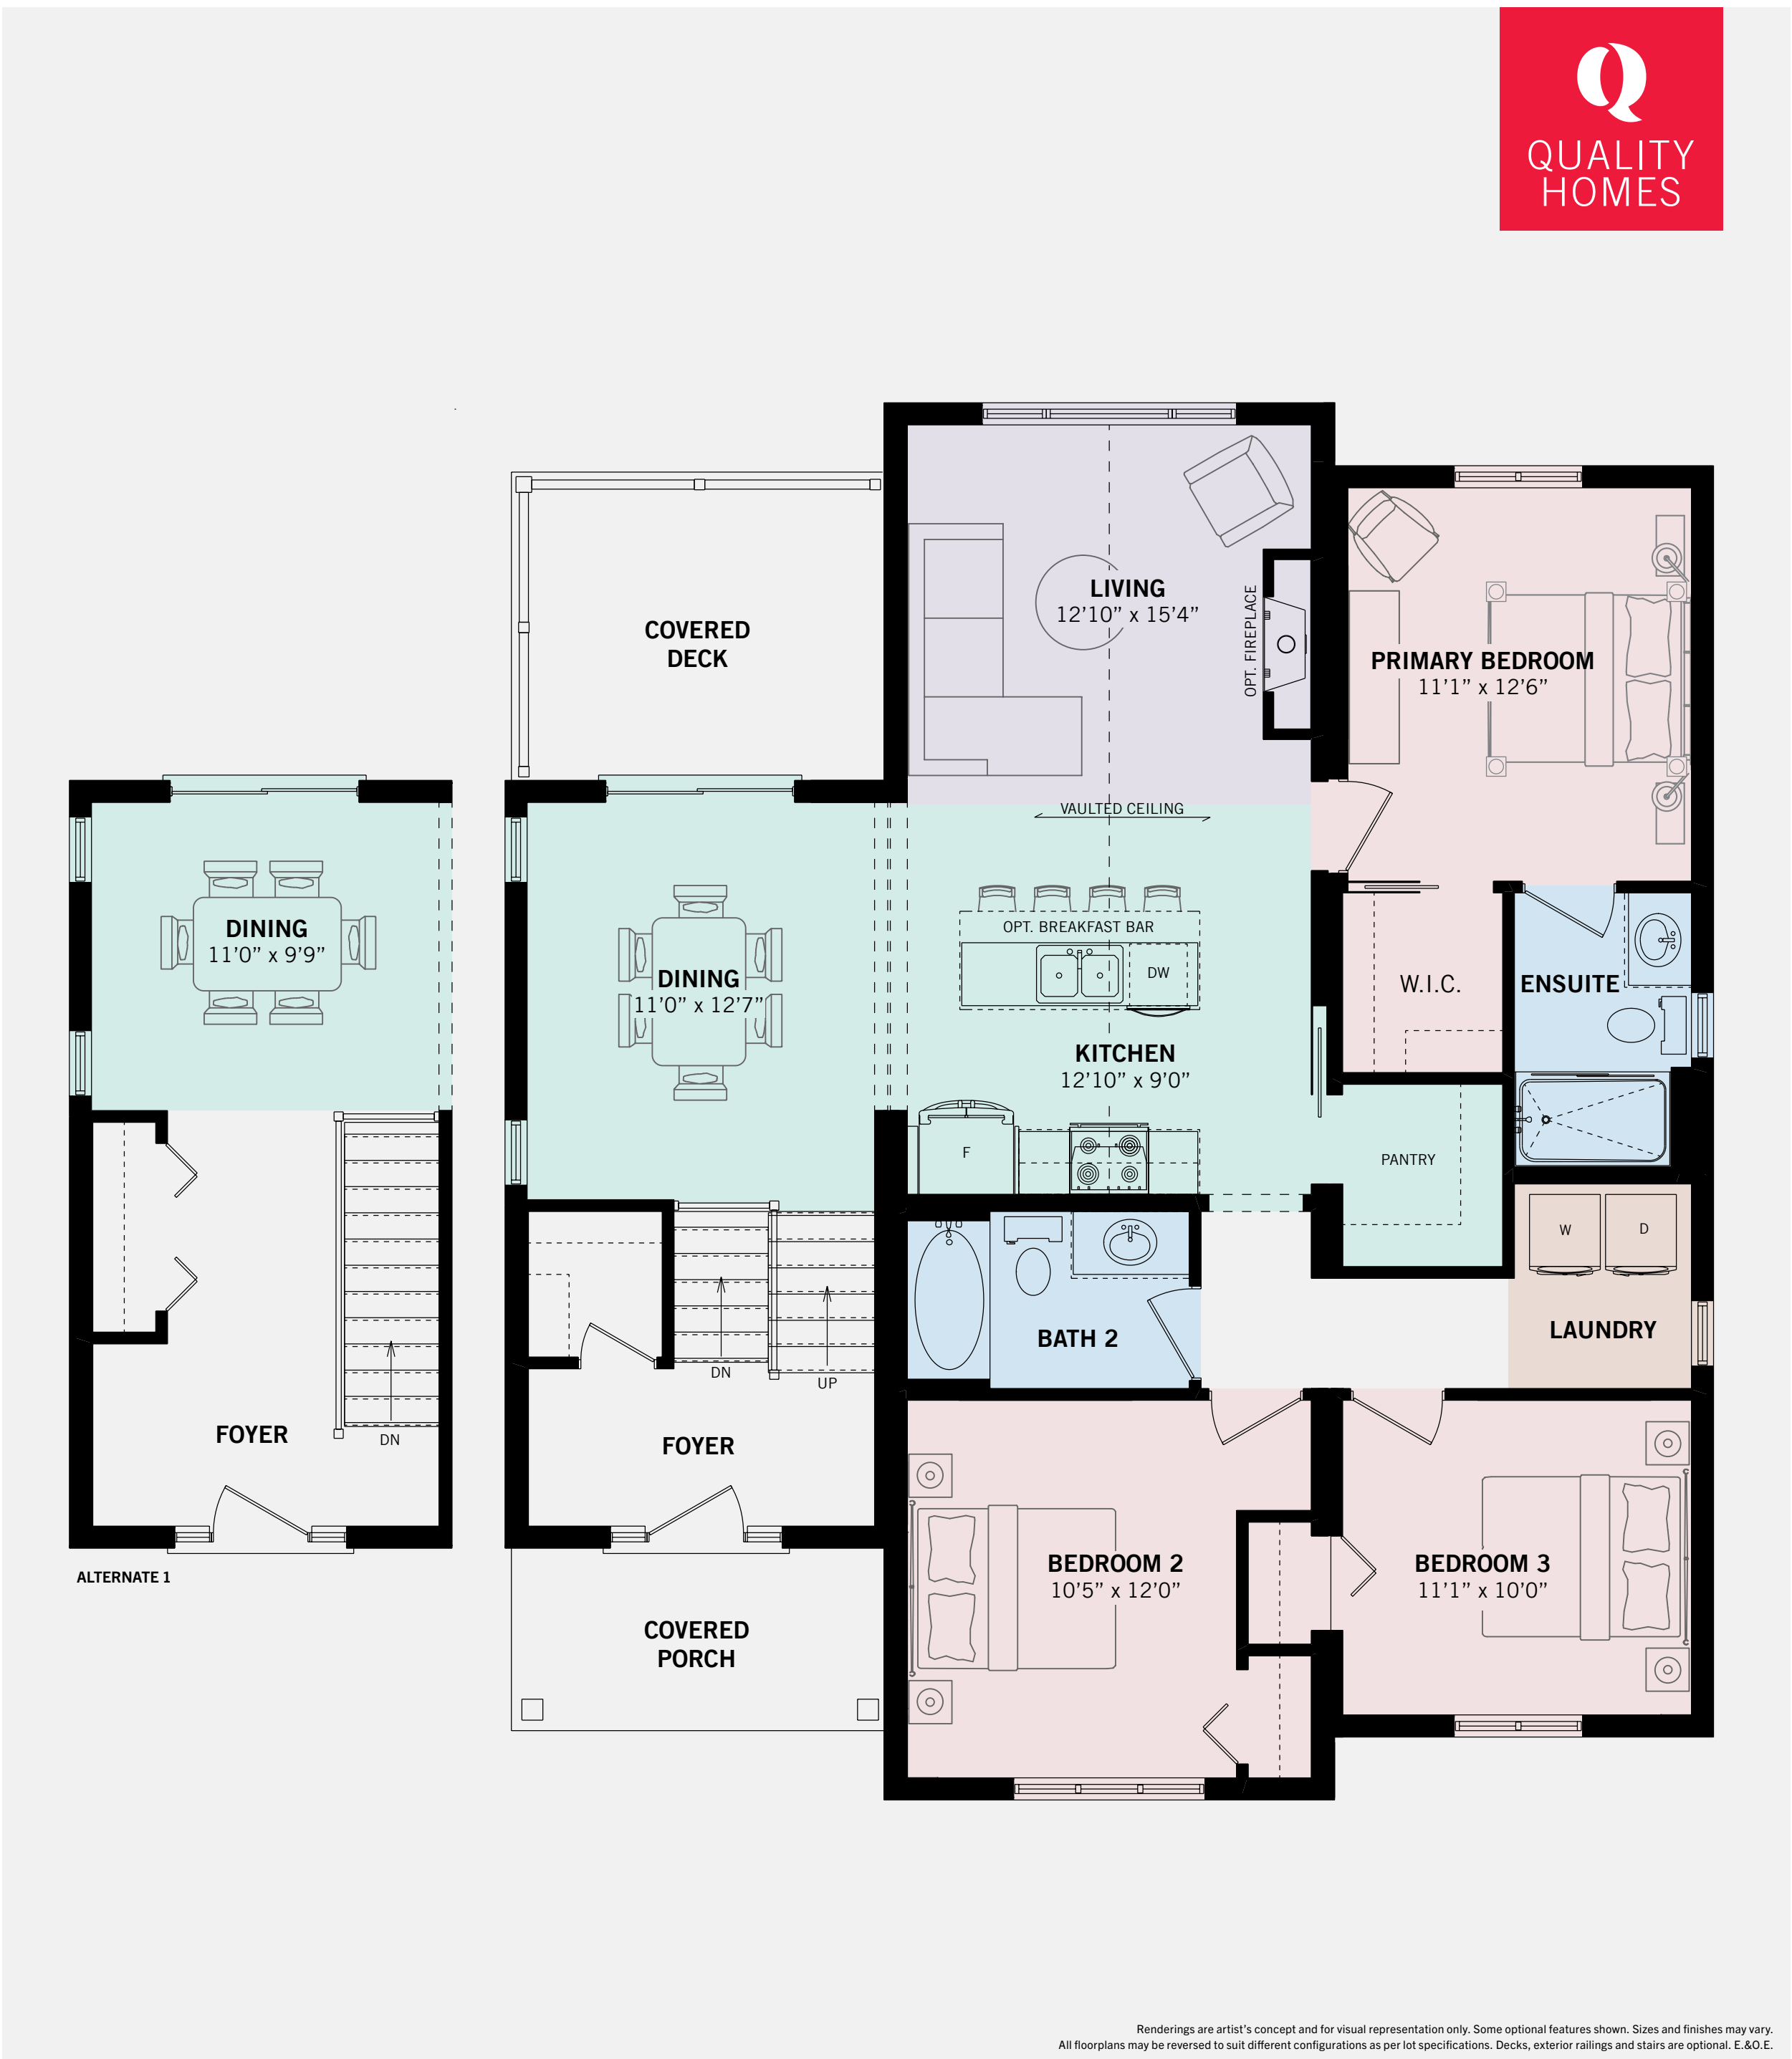 QUALITY
HOMES
COVERED
DECK
LIVING
12’10” x 15’4”
OPT. FIREPLACE
PRIMARY BEDROOM
11’1” x 12’6”
VAULTED CEILING
DINING
11’0” x 9’9”
DINING
11’0” x 12’7”
OPT. BREAKFAST BAR
DW
KITCHEN
12’10” x 9’0”
F
W.I.C.
ENSUITE
PANTRY
W
D
LAUNDRY
BATH 2
DN
UP
FOYER
DN
FOYER
ALTERNATE 1
COVERED
PORCH
BEDROOM 2
10’5” x 12’0”
BEDROOM 3
11’1” x 10’0”
Renderings are artist’s concept and for visual representation only. Some optional features shown. Sizes and finishes may vary.
All floorplans may be reversed to suit different configurations as per lot specifications. Decks, exterior railings and stairs are optional. E.&O.E.